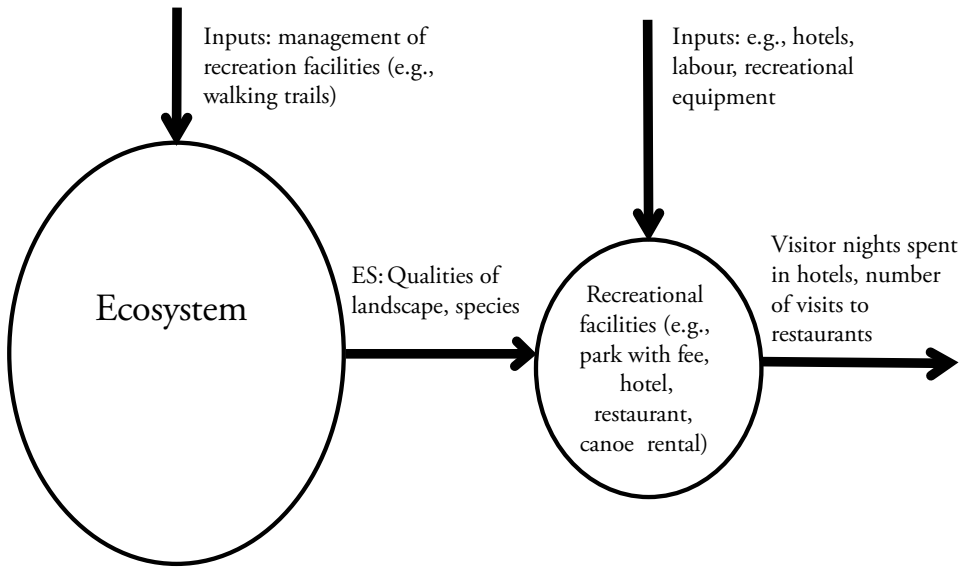 Inputs: management of
recreation facilities (e.g.,
walking trails)
Inputs: e.g., hotels,
labour, recreational
equipment
Ecosystem
ES: Qualities of
landscape, species
Recreational
facilities (e.g.,
park with fee,
hotel,
restaurant,
canoe rental)
Visitor nights spent
in hotels, number
of visits to
restaurants